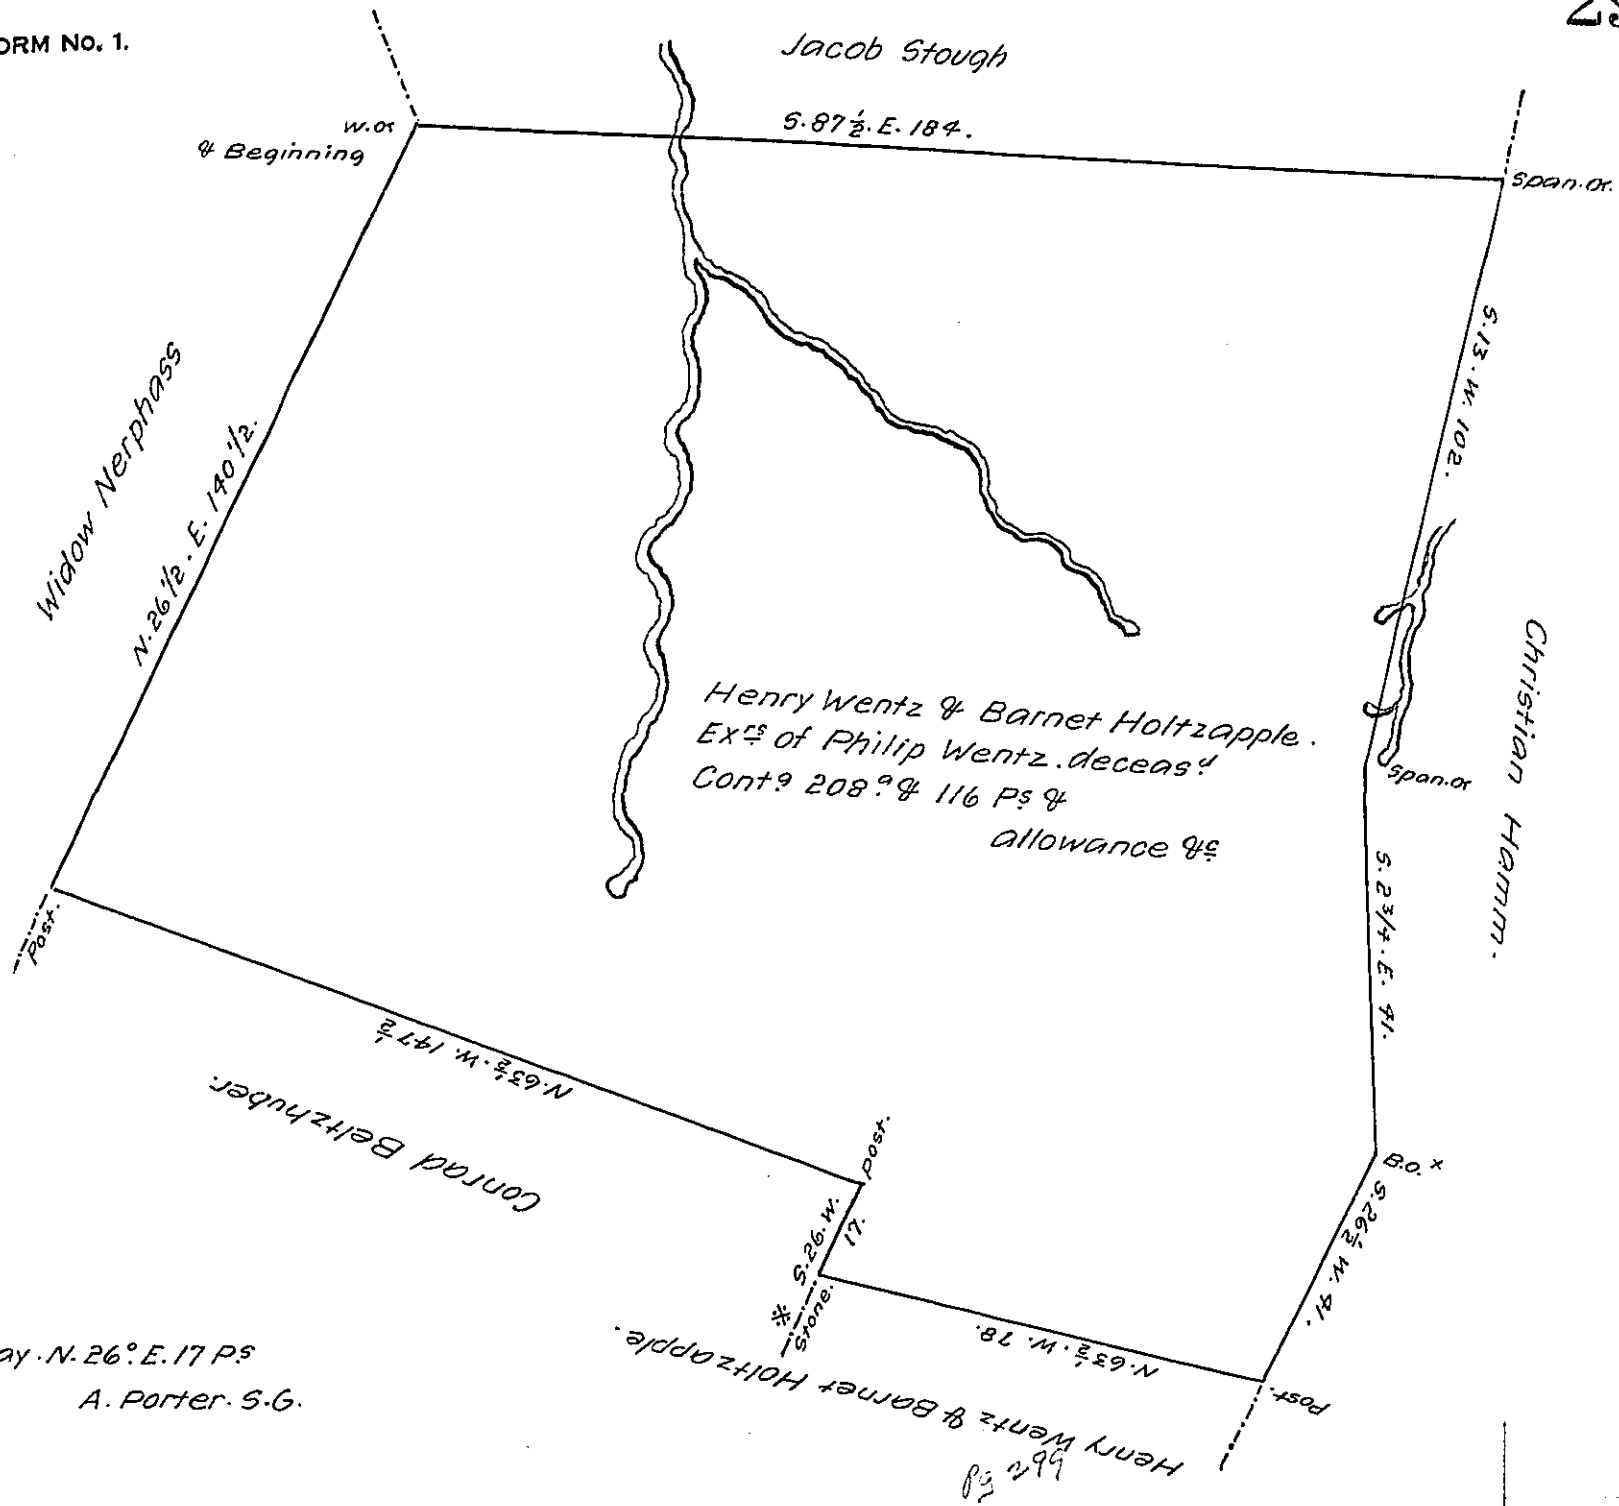 ORM No. 1.
Jacob Stough
W.or
& Beginning
S.87½.E.184.
Span.or.
S.13.W.102.
Widow Nerphass
N.26½.E.140½.
Christian Hamm.
Henry Wentz & Barnet Holtzapple.
Exrs of Philip Wentz.deceasd
Contg 208a & 116 Ps &
allowance &c
Span.or
S.2¾.E.41.
Post.
N.63½.W.147½
Conrad Beltzhuber.
Post.
S.26.W.
17.
※
Stone.
B.O.x
S.26½ W.41.
N.63½.W.78.
Post.
Henry Wentz & Barnet Holtzapple.
Pg 299
ay.N.26°.E.17 Ps
A. Porter. S.G.